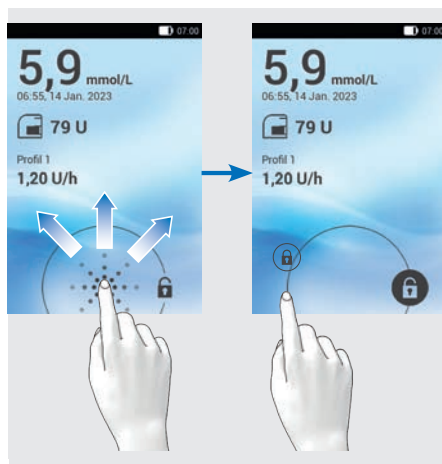 07:00
5,9 mmol/L
06:55, 14 Jan. 2023
79 U
Profil 1
1,20 U/h
07:00
5,9 mmol/L
06:55, 14 Jan. 2023
79 U
Profil 1
1,20 U/h